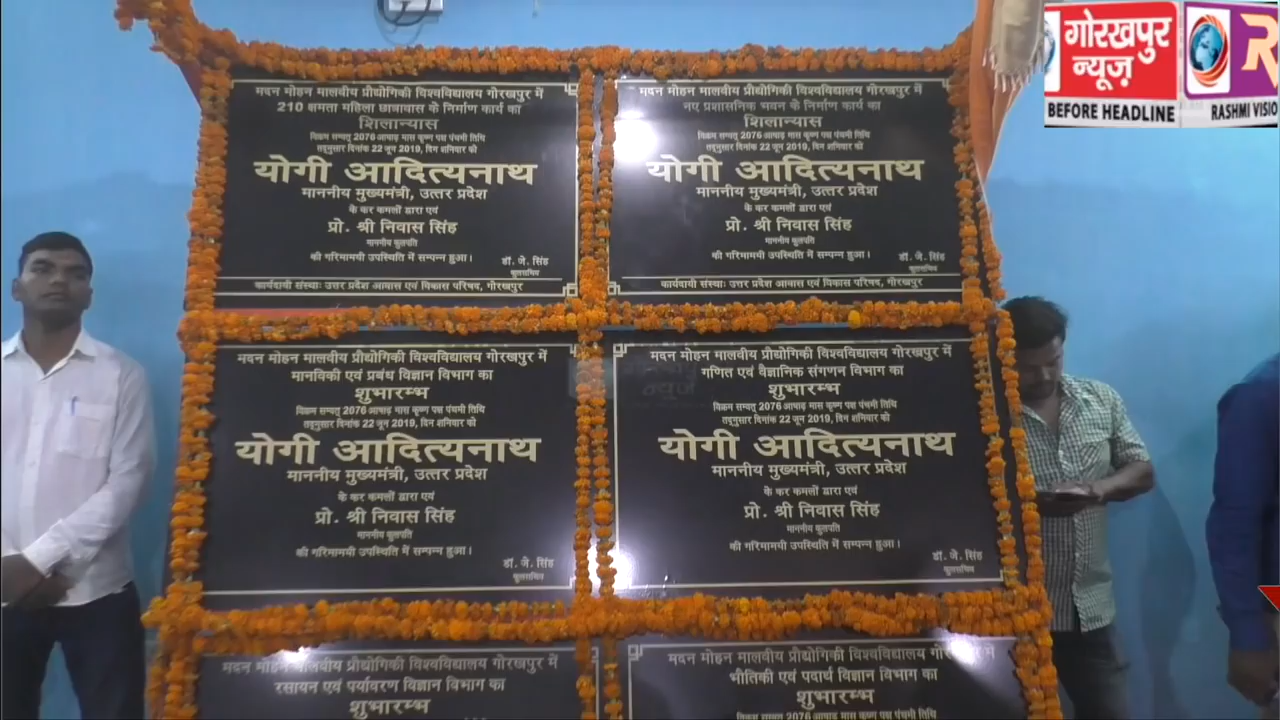 गोरखपुर
न्यूज़
BEFORE HEADLINE
R
RASHMI VISIO
मदन मोहन मालवीय प्रौद्योगिकी विश्वविद्यालय गोरखपुर में
210 क्षमता महिला छात्रावास के निर्माण कार्य का
शिलान्यास
विक्रम सम्वत् 2076 आषाढ़ मास कृष्ण पक्ष पंचमी तिथि
तद्नुसार दिनांक 22 जून 2019, दिन शनिवार को
योगी आदित्यनाथ
माननीय मुख्यमंत्री, उत्तर प्रदेश
के कर कमलों द्वारा एवं
प्रो. श्री निवास सिंह
माननीय कुलपति
की गरिमामयी उपस्थिति में सम्पन्न हुआ।
डॉ. जे. सिंह
कुलसचिव
कार्यदायी संस्थाः उत्तर प्रदेश आवास एवं विकास परिषद, गोरखपुर
मदन मोहन मालवीय प्रौद्योगिकी विश्वविद्यालय गोरखपुर में
नए प्रशासनिक भवन के निर्माण कार्य का
शिलान्यास
विक्रम सम्वत् 2076 आषाढ़ मास कृष्ण पक्ष पंचमी तिथि
तद्नुसार दिनांक 22 जून 2019, दिन शनिवार को
योगी आदित्यनाथ
माननीय मुख्यमंत्री, उत्तर प्रदेश
के कर कमलों द्वारा एवं
प्रो. श्री निवास सिंह
माननीय कुलपति
की गरिमामयी उपस्थिति में सम्पन्न हुआ।
डॉ. जे. सिंह
कुलसचिव
कार्यदायी संस्थाः उत्तर प्रदेश आवास एवं विकास परिषद, गोरखपुर
मदन मोहन मालवीय प्रौद्योगिकी विश्वविद्यालय गोरखपुर में
मानविकी एवं प्रबंध विज्ञान विभाग का
शुभारम्भ
विक्रम सम्वत् 2076 आषाढ़ मास कृष्ण पक्ष पंचमी तिथि
तद्नुसार दिनांक 22 जून 2019, दिन शनिवार को
योगी आदित्यनाथ
माननीय मुख्यमंत्री, उत्तर प्रदेश
के कर कमलों द्वारा एवं
प्रो. श्री निवास सिंह
माननीय कुलपति
की गरिमामयी उपस्थिति में सम्पन्न हुआ।
डॉ. जे. सिंह
कुलसचिव
मदन मोहन मालवीय प्रौद्योगिकी विश्वविद्यालय गोरखपुर में
गणित एवं वैज्ञानिक संगणन विभाग का
शुभारम्भ
विक्रम सम्वत् 2076 आषाढ़ मास कृष्ण पक्ष पंचमी तिथि
तद्नुसार दिनांक 22 जून 2019, दिन शनिवार को
योगी आदित्यनाथ
माननीय मुख्यमंत्री, उत्तर प्रदेश
के कर कमलों द्वारा एवं
प्रो. श्री निवास सिंह
माननीय कुलपति
की गरिमामयी उपस्थिति में सम्पन्न हुआ।
डॉ. जे. सिंह
कुलसचिव
गोरखपुर
न्यूज़
मदन मोहन मालवीय प्रौद्योगिकी विश्वविद्यालय गोरखपुर में
रसायन एवं पर्यावरण विज्ञान विभाग का
शुभारम्भ
मदन मोहन मालवीय प्रौद्योगिकी विश्वविद्यालय गोरखपुर में
भौतिकी एवं पदार्थ विज्ञान विभाग का
शुभारम्भ
विक्रम सम्वत् 2076 आषाढ़ मास कृष्ण पक्ष पंचमी तिथि